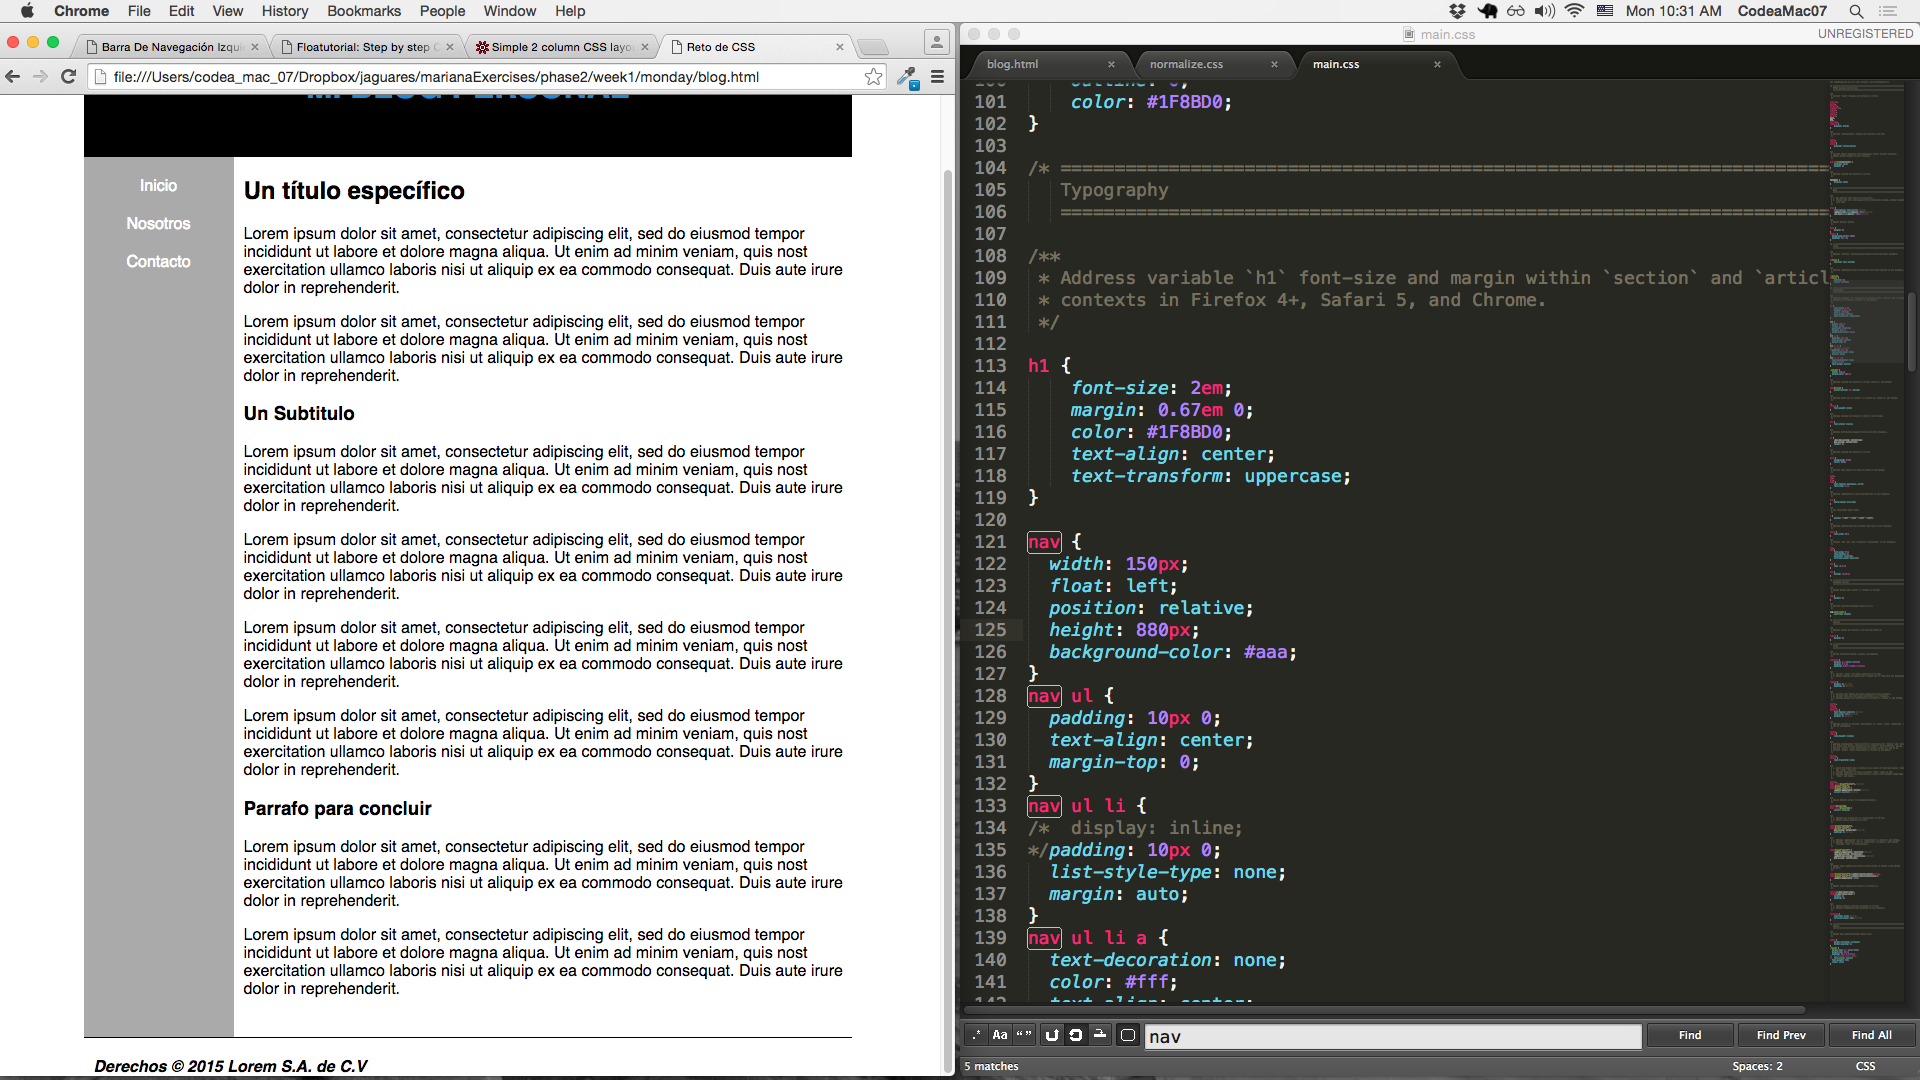 Chrome File Edit View History Bookmarks People Window Help
Mon 10:31 AM CodeaMac07
Barra De Navegación Izqui
Floatutorial: Step by step C
Simple 2 column CSS layou
Reto de CSS
file:///Users/codea_mac_07/Dropbox/jaguares/marianaExercises/phase2/week1/monday/blog.html
MI BLOG PERSONAL
Inicio
Nosotros
Contacto
Un título específico
Lorem ipsum dolor sit amet, consectetur adipiscing elit, sed do eiusmod tempor
incididunt ut labore et dolore magna aliqua. Ut enim ad minim veniam, quis nost
exercitation ullamco laboris nisi ut aliquip ex ea commodo consequat. Duis aute irure
dolor in reprehenderit.
Lorem ipsum dolor sit amet, consectetur adipiscing elit, sed do eiusmod tempor
incididunt ut labore et dolore magna aliqua. Ut enim ad minim veniam, quis nost
exercitation ullamco laboris nisi ut aliquip ex ea commodo consequat. Duis aute irure
dolor in reprehenderit.
Un Subtitulo
Lorem ipsum dolor sit amet, consectetur adipiscing elit, sed do eiusmod tempor
incididunt ut labore et dolore magna aliqua. Ut enim ad minim veniam, quis nost
exercitation ullamco laboris nisi ut aliquip ex ea commodo consequat. Duis aute irure
dolor in reprehenderit.
Lorem ipsum dolor sit amet, consectetur adipiscing elit, sed do eiusmod tempor
incididunt ut labore et dolore magna aliqua. Ut enim ad minim veniam, quis nost
exercitation ullamco laboris nisi ut aliquip ex ea commodo consequat. Duis aute irure
dolor in reprehenderit.
Lorem ipsum dolor sit amet, consectetur adipiscing elit, sed do eiusmod tempor
incididunt ut labore et dolore magna aliqua. Ut enim ad minim veniam, quis nost
exercitation ullamco laboris nisi ut aliquip ex ea commodo consequat. Duis aute irure
dolor in reprehenderit.
Lorem ipsum dolor sit amet, consectetur adipiscing elit, sed do eiusmod tempor
incididunt ut labore et dolore magna aliqua. Ut enim ad minim veniam, quis nost
exercitation ullamco laboris nisi ut aliquip ex ea commodo consequat. Duis aute irure
dolor in reprehenderit.
Parrafo para concluir
Lorem ipsum dolor sit amet, consectetur adipiscing elit, sed do eiusmod tempor
incididunt ut labore et dolore magna aliqua. Ut enim ad minim veniam, quis nost
exercitation ullamco laboris nisi ut aliquip ex ea commodo consequat. Duis aute irure
dolor in reprehenderit.
Lorem ipsum dolor sit amet, consectetur adipiscing elit, sed do eiusmod tempor
incididunt ut labore et dolore magna aliqua. Ut enim ad minim veniam, quis nost
exercitation ullamco laboris nisi ut aliquip ex ea commodo consequat. Duis aute irure
dolor in reprehenderit.
Derechos © 2015 Lorem S.A. de C.V
main.css
UNREGISTERED
blog.html
normalize.css
main.css
100 outline: 0;
101 color: #1F8BD0;
102 }
103
104 /* ==========================================================================
105 Typography
106 ==========================================================================
107
108 /**
109 * Address variable `h1` font-size and margin within `section` and `articl
110 * contexts in Firefox 4+, Safari 5, and Chrome.
111 */
112
113 h1 {
114 font-size: 2em;
115 margin: 0.67em 0;
116 color: #1F8BD0;
117 text-align: center;
118 text-transform: uppercase;
119 }
120
121 nav {
122 width: 150px;
123 float: left;
124 position: relative;
125 height: 880px;
126 background-color: #aaa;
127 }
128 nav ul {
129 padding: 10px 0;
130 text-align: center;
131 margin-top: 0;
132 }
133 nav ul li {
134 /* display: inline;
135 */padding: 10px 0;
136 list-style-type: none;
137 margin: auto;
138 }
139 nav ul li a {
140 text-decoration: none;
141 color: #fff;
142 text-align: center;
.* Aa “ ”
nav
Find
Find Prev
Find All
5 matches
Spaces: 2
CSS